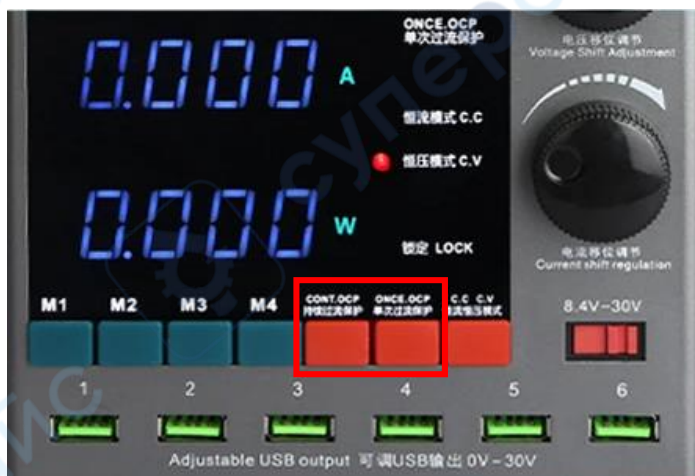 ONCE.OCP
单次过流保护
电压移位调节
Voltage Shift Adjustment
0.000 A
恒流模式 C.C
恒压模式 C.V
0.000 W
锁定 LOCK
电流移位调节
Current shift regulation
M1 M2 M3 M4
CONT.OCP
持续过流保护
ONCE.OCP
单次过流保护
C.C C.V
流恒压模式
8.4V-30V
1 2 3 4 5 6
Adjustable USB output 可调USB输出 0V-30V